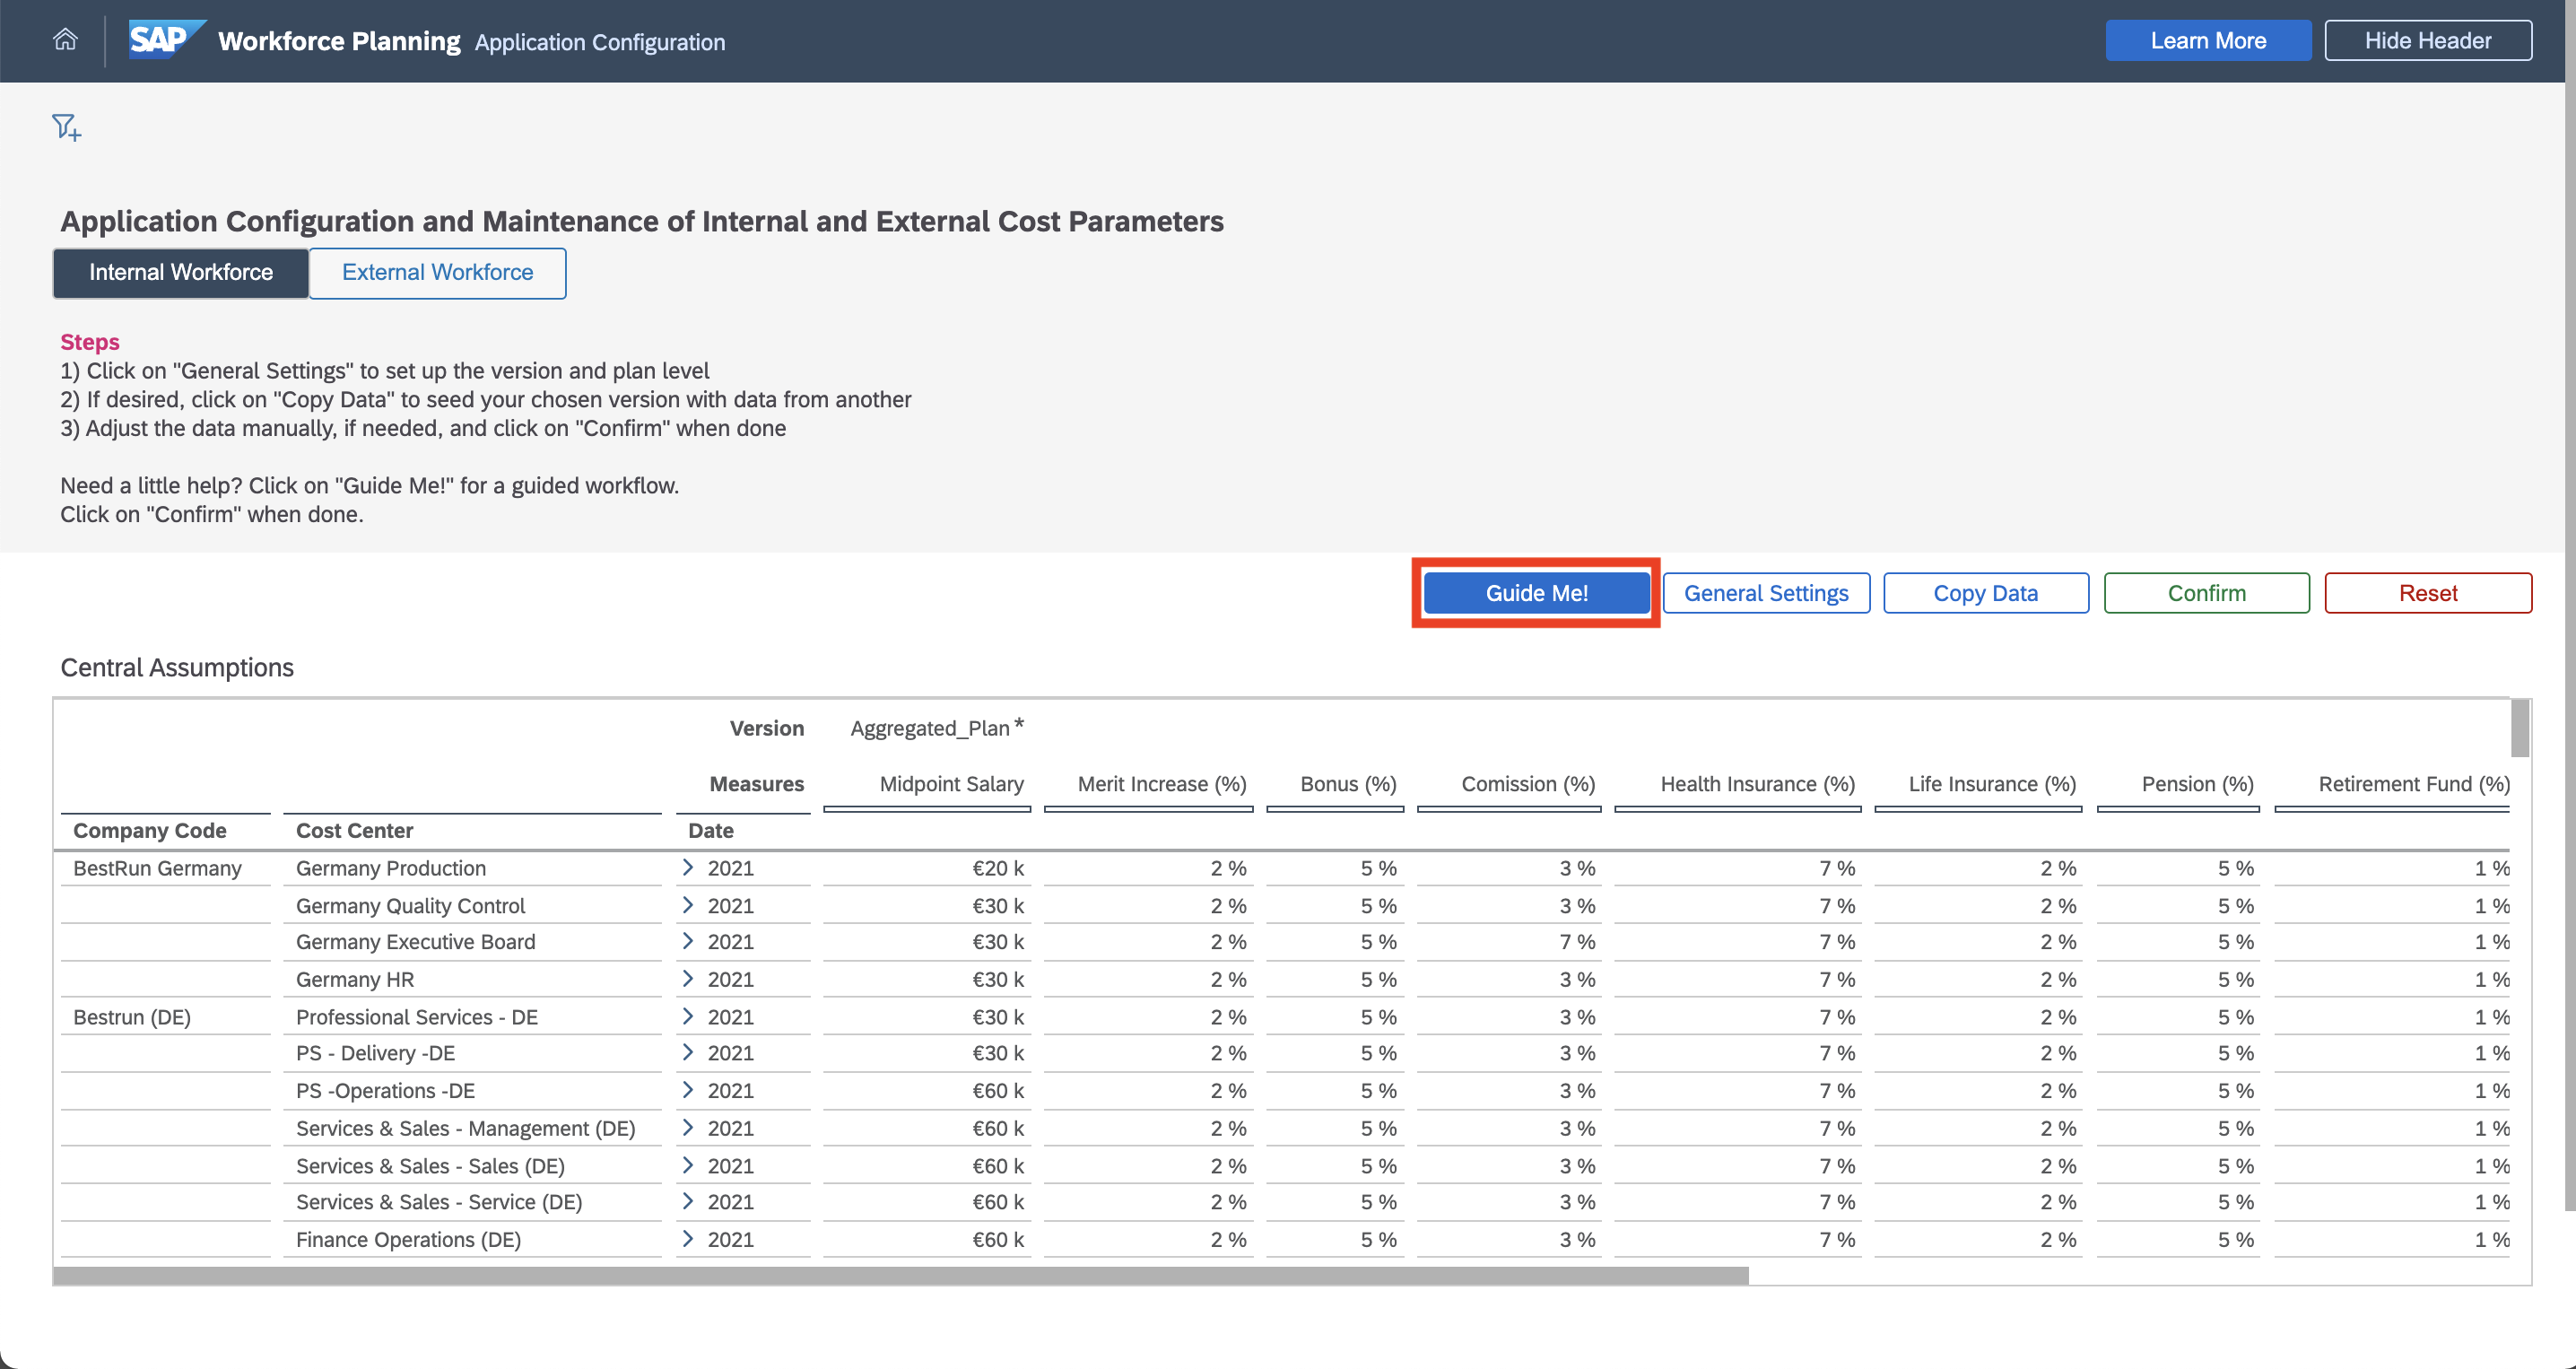 SAP Workforce Planning Application Configuration Learn More Hide Header
Application Configuration and Maintenance of Internal and External Cost Parameters
Internal Workforce External Workforce
Steps
1) Click on "General Settings" to set up the version and plan level
2) If desired, click on "Copy Data" to seed your chosen version with data from another
3) Adjust the data manually, if needed, and click on "Confirm" when done
Need a little help? Click on "Guide Me!" for a guided workflow.
Click on "Confirm" when done.
Guide Me! General Settings Copy Data Confirm Reset
Central Assumptions
Version Aggregated_Plan *
Measures Midpoint Salary Merit Increase (%) Bonus (%) Comission (%) Health Insurance (%) Life Insurance (%) Pension (%) Retirement Fund (%)
Company Code Cost Center Date
BestRun Germany Germany Production 2021 €20 k 2 % 5 % 3 % 7 % 2 % 5 % 1 %
Germany Quality Control 2021 €30 k 2 % 5 % 3 % 7 % 2 % 5 % 1 %
Germany Executive Board 2021 €30 k 2 % 5 % 7 % 7 % 2 % 5 % 1 %
Germany HR 2021 €30 k 2 % 5 % 3 % 7 % 2 % 5 % 1 %
Bestrun (DE) Professional Services - DE 2021 €30 k 2 % 5 % 3 % 7 % 2 % 5 % 1 %
PS - Delivery -DE 2021 €30 k 2 % 5 % 3 % 7 % 2 % 5 % 1 %
PS -Operations -DE 2021 €60 k 2 % 5 % 3 % 7 % 2 % 5 % 1 %
Services & Sales - Management (DE) 2021 €60 k 2 % 5 % 3 % 7 % 2 % 5 % 1 %
Services & Sales - Sales (DE) 2021 €60 k 2 % 5 % 3 % 7 % 2 % 5 % 1 %
Services & Sales - Service (DE) 2021 €60 k 2 % 5 % 3 % 7 % 2 % 5 % 1 %
Finance Operations (DE) 2021 €60 k 2 % 5 % 3 % 7 % 2 % 5 % 1 %